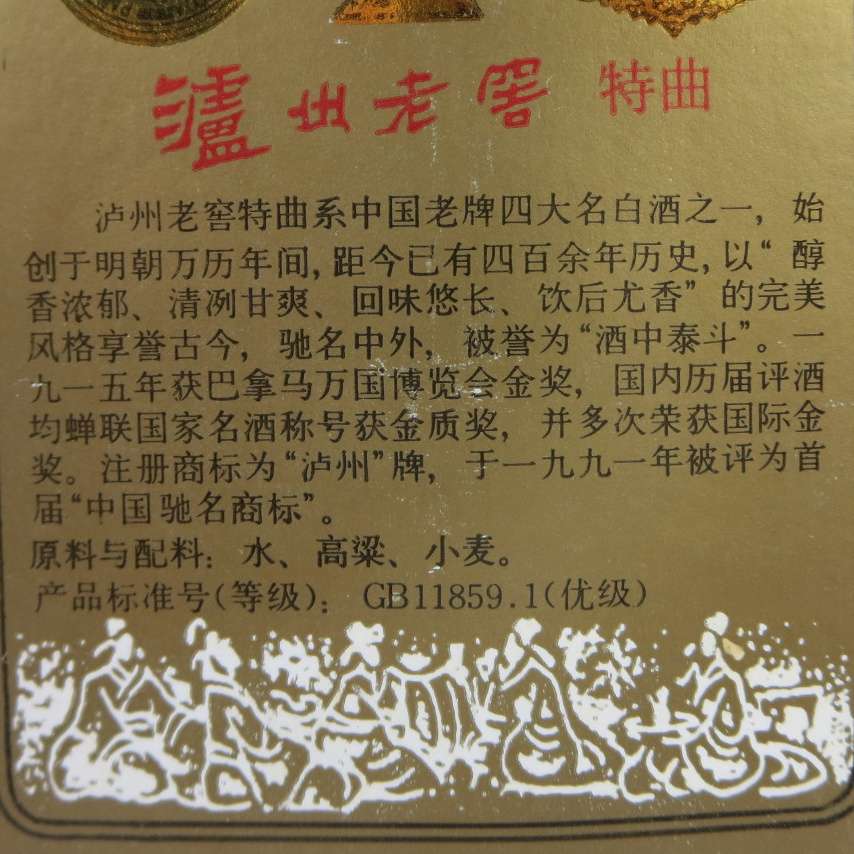 泸州老窖 特曲
泸州老窖特曲系中国老牌四大名白酒之一，始
创于明朝万历年间，距今已有四百余年历史，以“醇
香浓郁、清冽甘爽、回味悠长、饮后尤香”的完美
风格享誉古今，驰名中外，被誉为“酒中泰斗”。一
九一五年获巴拿马万国博览会金奖，国内历届评酒
均蝉联国家名酒称号获金质奖，并多次荣获国际金
奖。注册商标为“泸州”牌，于一九九一年被评为首
届“中国驰名商标”。
原料与配料：水、高粱、小麦。
产品标准号(等级)：GB11859.1(优级)